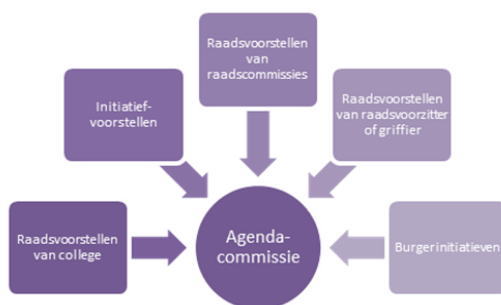 Raadsvoorstellen
van
raadscommissies
Initiatief-
voorstellen
Raadsvoorstellen
van raadsvoorzitter
of griffier
Raadsvoorstellen
van college
Agenda-
commissie
Burgerinitiatieven